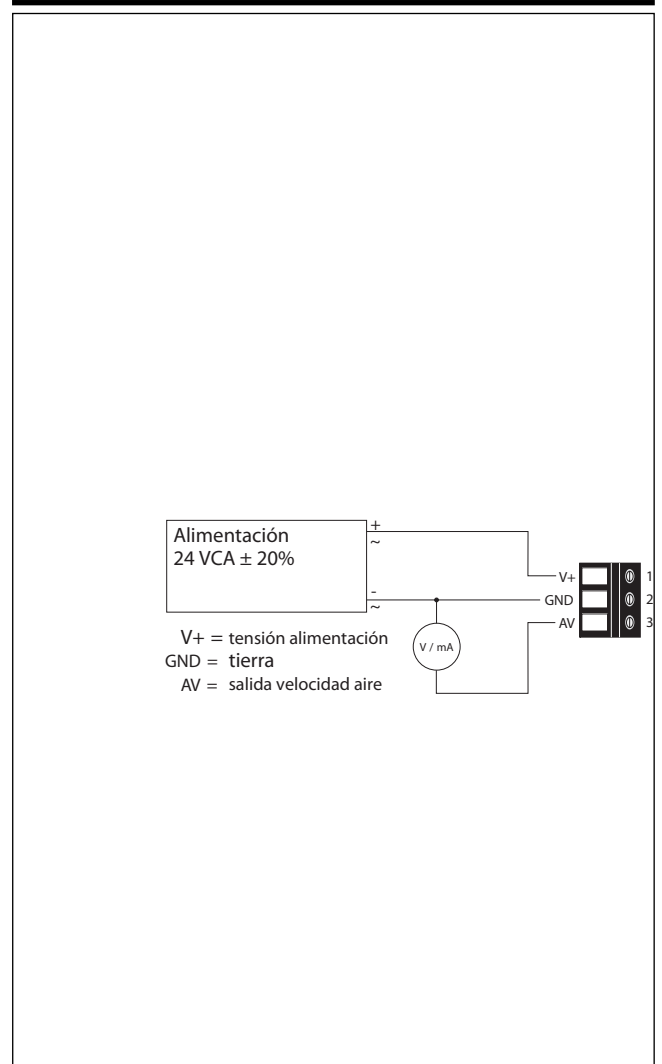 Alimentación
24 VCA ± 20%
+
~
-
~
V+ = tensión alimentación
GND = tierra
AV = salida velocidad aire
V / mA
V+
GND
AV
1
2
3